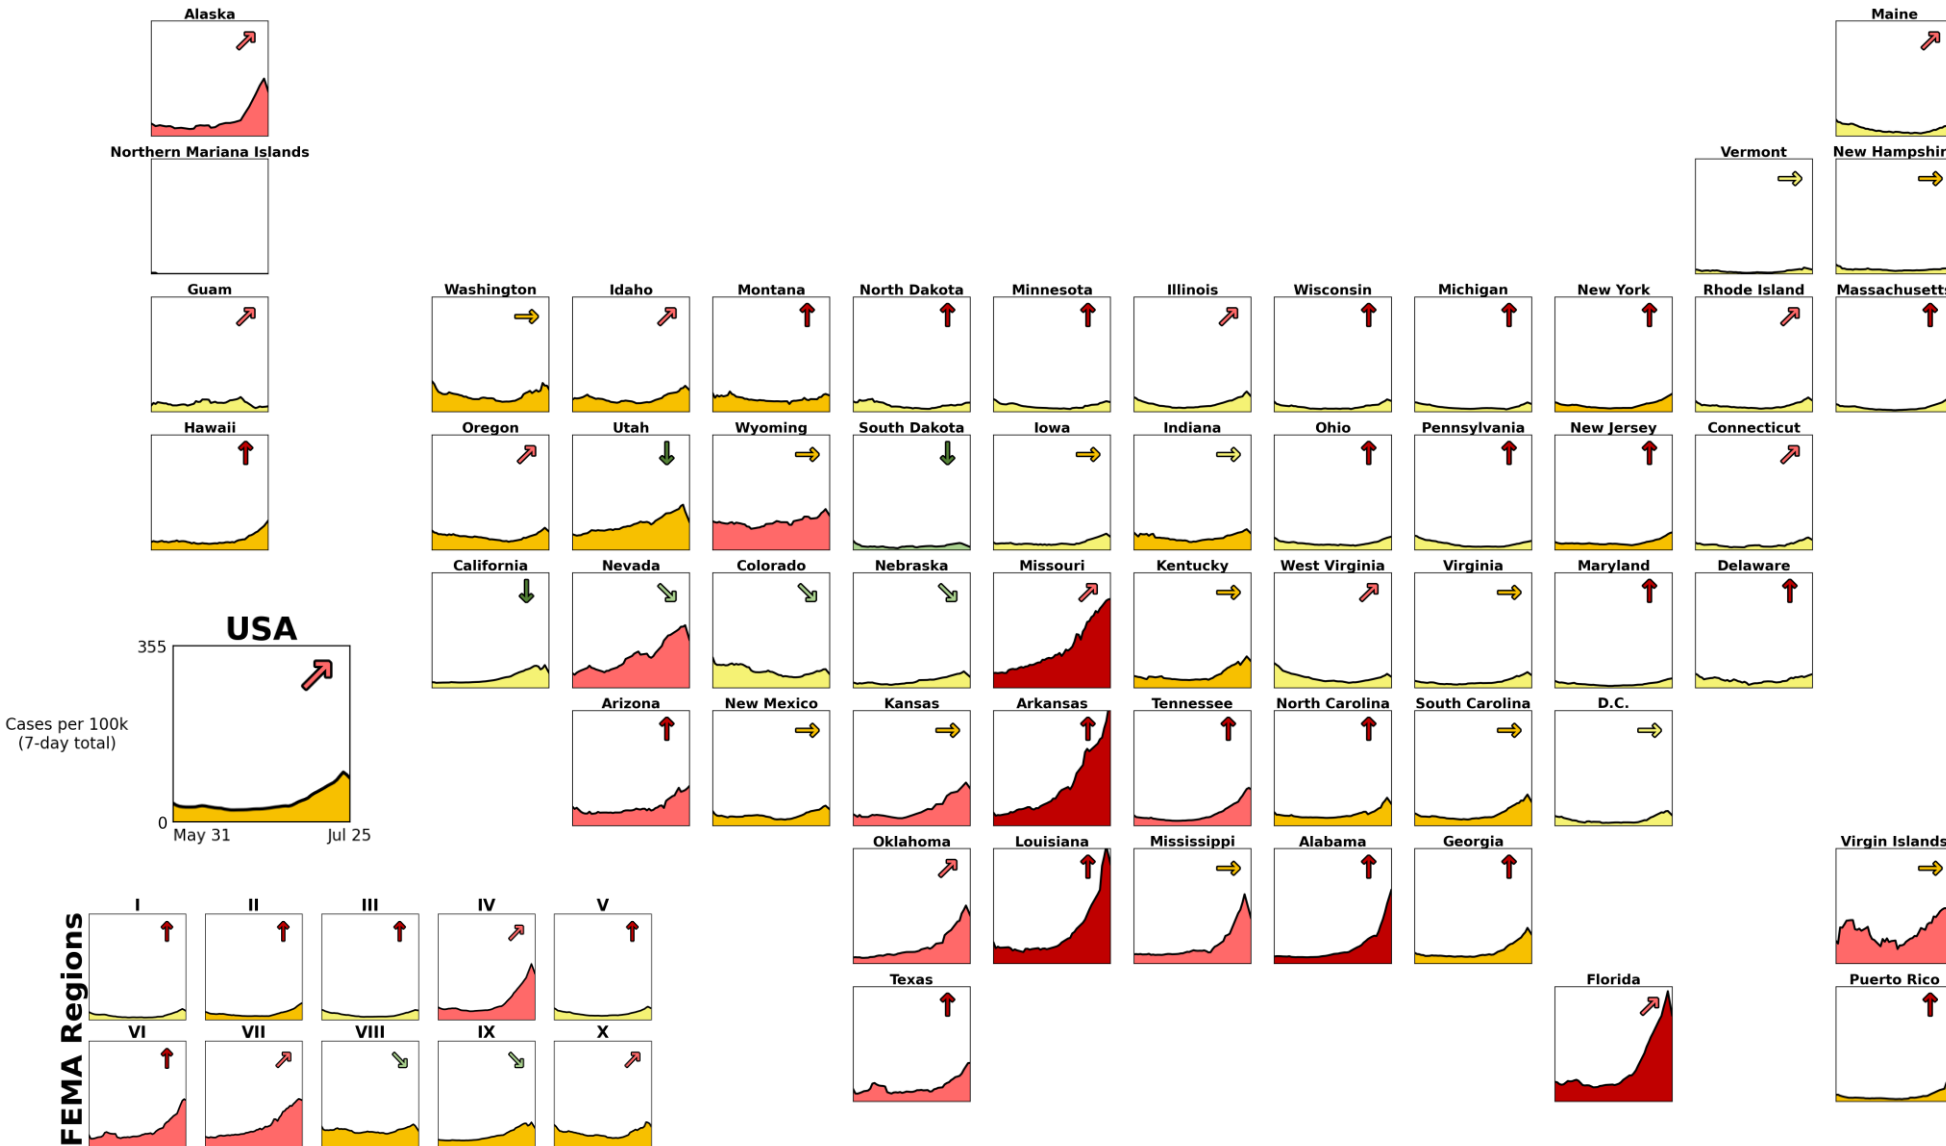 Alaska
Maine
Northern Mariana Islands
Vermont
New Hampshir
Guam
Washington
Idaho
Montana
North Dakota
Minnesota
Illinois
Wisconsin
Michigan
New York
Rhode Island
Massachusetts
Hawaii
Oregon
Utah
Wyoming
South Dakota
Iowa
Indiana
Ohio
Pennsylvania
New Jersey
Connecticut
California
Nevada
Colorado
Nebraska
Missouri
Kentucky
West Virginia
Virginia
Maryland
Delaware
USA
355
Cases per 100k
(7-day total)
0
May 31
Jul 25
Arizona
New Mexico
Kansas
Arkansas
Tennessee
North Carolina
South Carolina
D.C.
Oklahoma
Louisiana
Mississippi
Alabama
Georgia
Virgin Islands
Texas
Florida
Puerto Rico
FEMA Regions
I
II
III
IV
V
VI
VII
VIII
IX
X